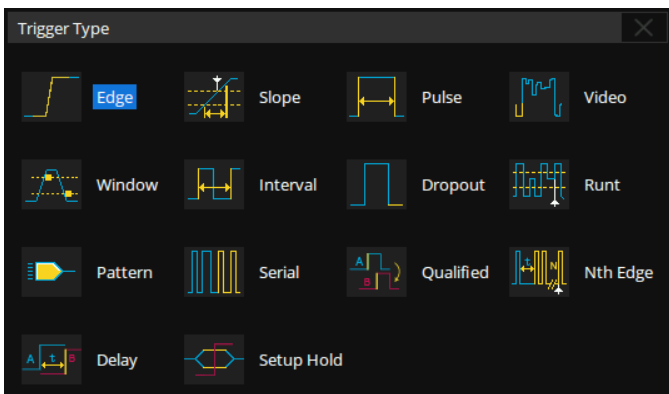 Trigger Type
Edge Slope Pulse Video
Window Interval Dropout Runt
Pattern Serial A B Qualified t N Nth Edge
A t B Delay Setup Hold